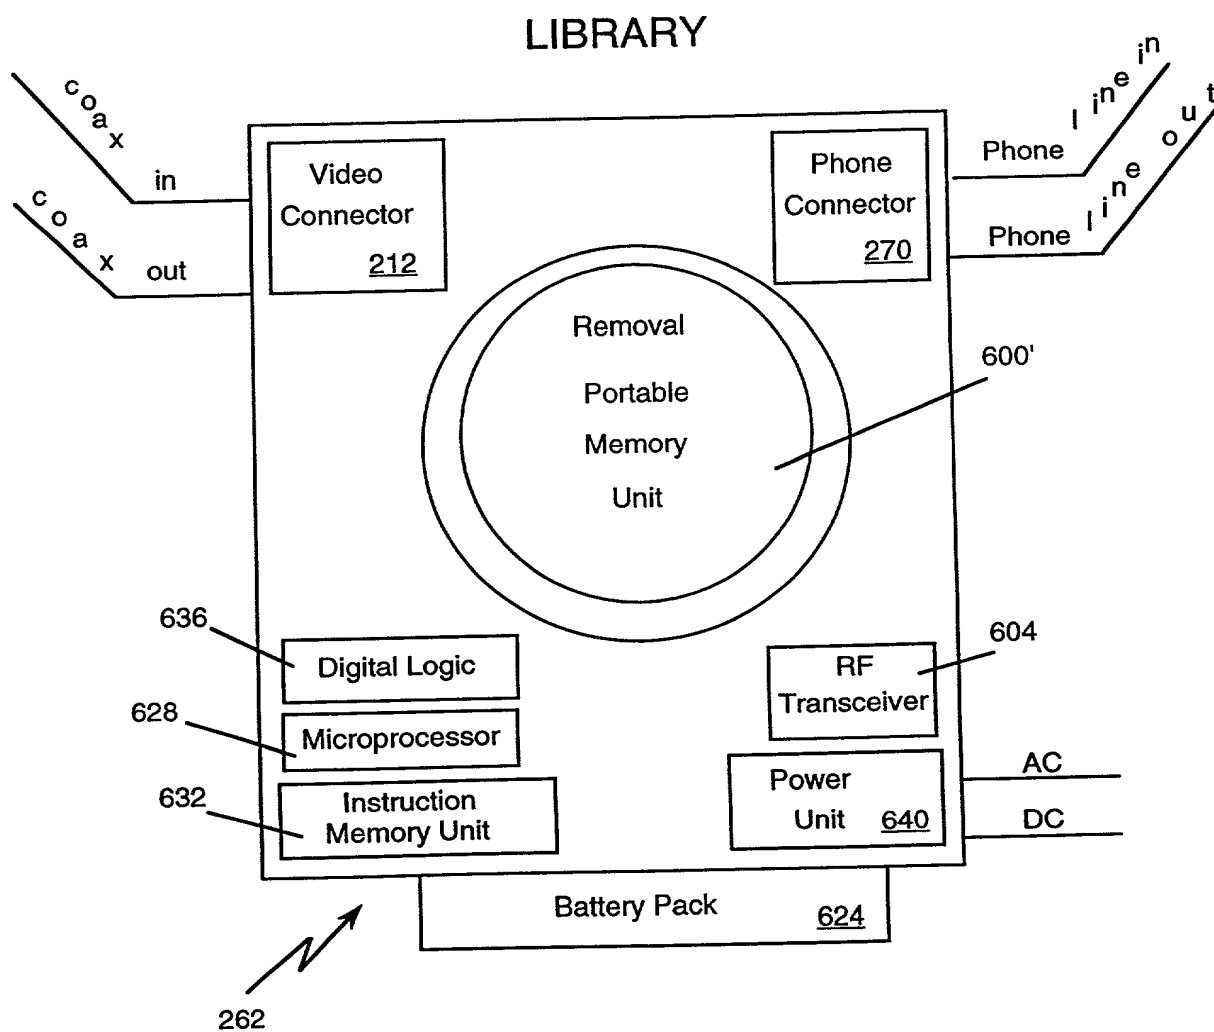 LIBRARY
coax in
coax out
Video
Connector
212
Phone
Connector
270
Phone line in
Phone line out
Removal
Portable
Memory
Unit
600'
636
Digital Logic
628
Microprocessor
632
Instruction
Memory Unit
604
RF
Transceiver
Power
Unit 640
AC
DC
Battery Pack 624
262